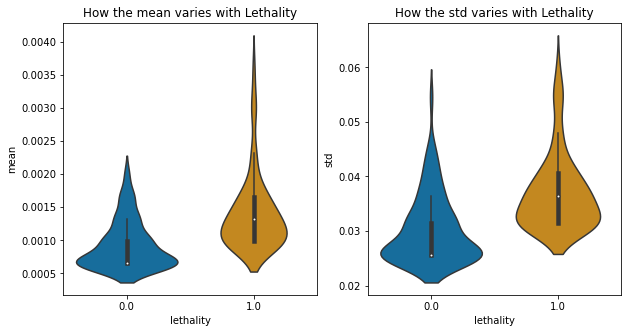 How the mean varies with Lethality
mean
0.0040
0.0035
0.0030
0.0025
0.0020
0.0015
0.0010
0.0005
0.0 1.0
lethality
How the std varies with Lethality
std
0.06
0.05
0.04
0.03
0.02
0.0 1.0
lethality